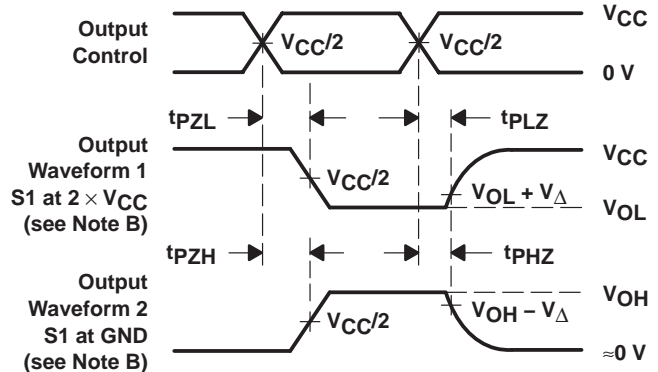 Output
Control
VCC/2
VCC/2
VCC
0 V
tPZL
tPLZ
Output
Waveform 1
S1 at 2 × VCC
(see Note B)
VCC/2
VCC
VOL + VΔ
VOL
tPZH
tPHZ
Output
Waveform 2
S1 at GND
(see Note B)
VCC/2
VOH
VOH − VΔ
≈0 V